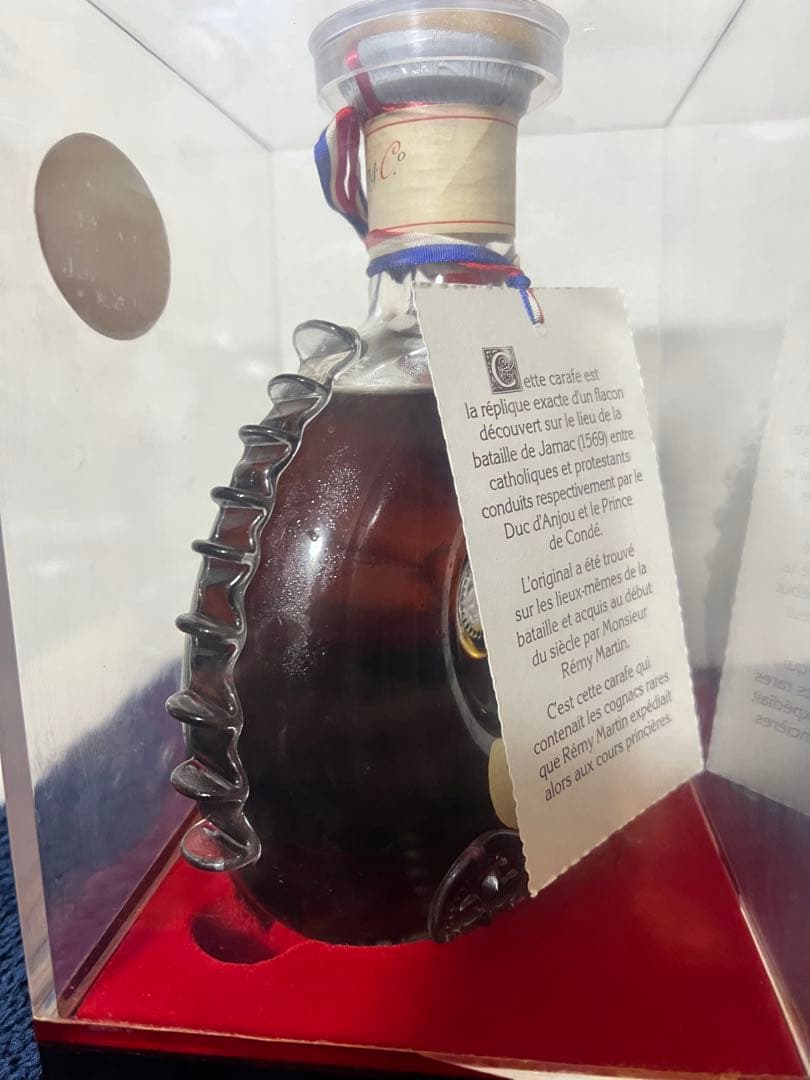 & C.o
Cette carafe est
la réplique exacte d'un flacon
découvert sur le lieu de la
bataille de Jarnac (1569) entre
catholiques et protestants
conduits respectivement par le
Duc d'Anjou et le Prince
de Condé.
L'original a été trouvé
sur les lieux-mêmes de la
bataille et acquis au début
du siècle par Monsieur
Rémy Martin.
C'est cette carafe qui
contenait les cognacs rares
que Rémy Martin expédiait
alors aux cours princières.